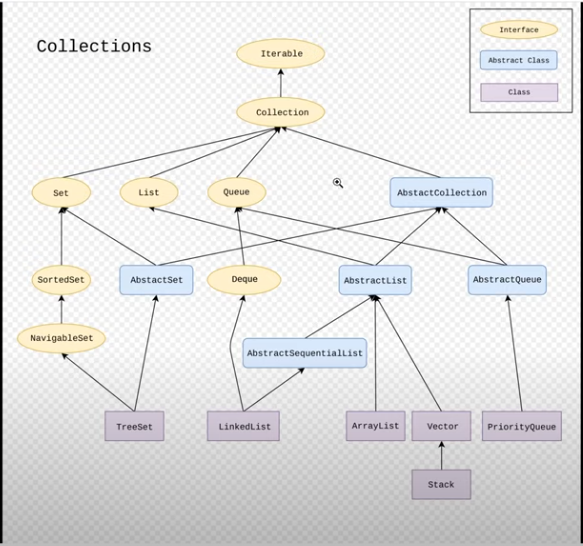 Collections
Interface
Abstract Class
Class
Iterable
Collection
Set
List
Queue
AbstactCollection
SortedSet
AbstactSet
Deque
AbstractList
AbstactQueue
NavigableSet
AbstractSequentialList
TreeSet
LinkedList
ArrayList
Vector
PriorityQueue
Stack